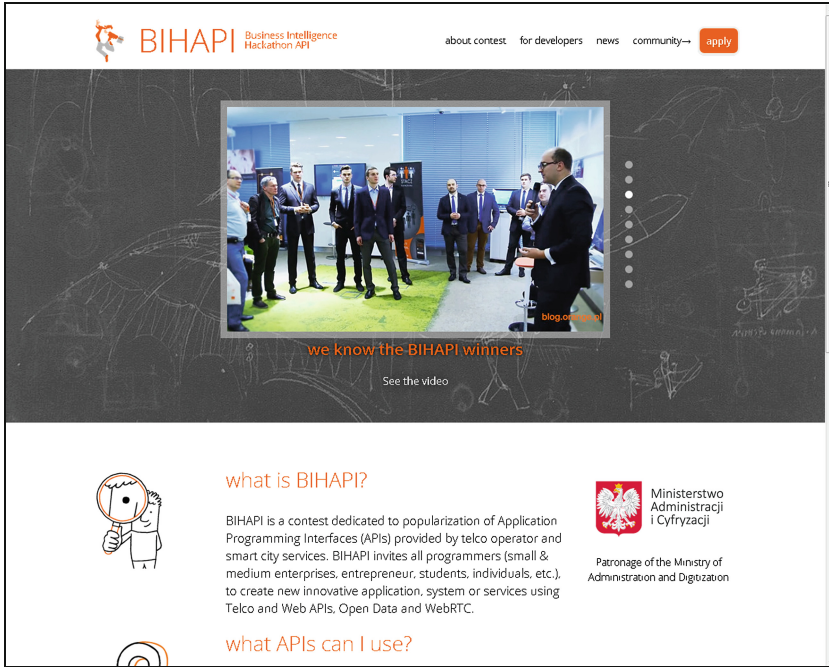 BIHAPI
Business Intelligence
Hackathon API
about contest for developers news community→ apply
blog.orange.pl
we know the BIHAPI winners
See the video
what is BIHAPI?
BIHAPI is a contest dedicated to popularization of Application
Programming Interfaces (APIs) provided by telco operator and
smart city services. BIHAPI invites all programmers (small &
medium enterprises, entrepreneur, students, individuals, etc.),
to create new innovative application, system or services using
Telco and Web APIs, Open Data and WebRTC.
Ministerstwo
Administracji
i Cyfryzacji
Patronage of the Ministry of
Administration and Digitization
what APIs can I use?